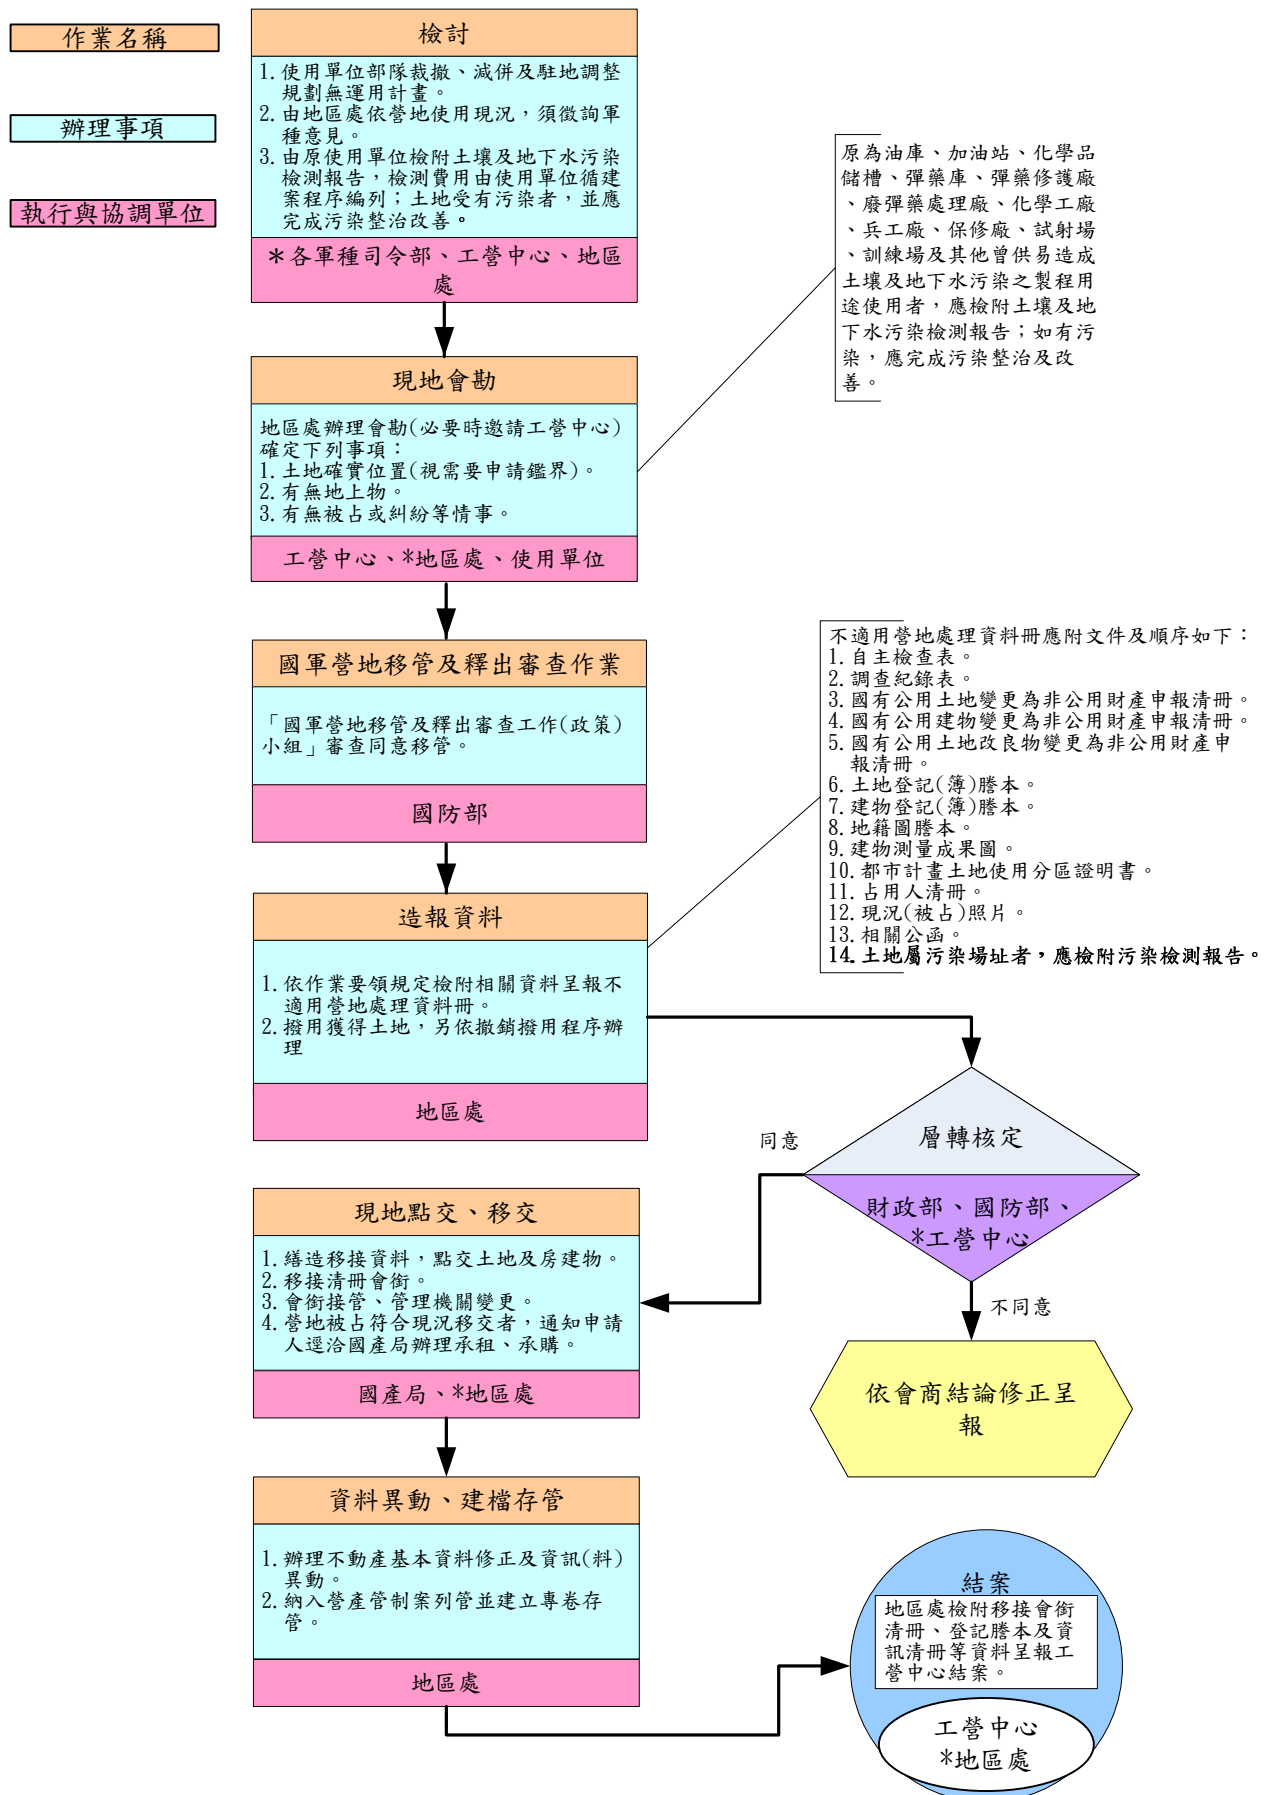 作業名稱
辦理事項
執行與協調單位
檢討
1. 使用單位部隊裁撤、減併及駐地調整
規劃無運用計畫。
2. 由地區處依營地使用現況，須徵詢軍
種意見。
3. 由原使用單位檢附土壤及地下水污染
檢測報告，檢測費用由使用單位循建
案程序編列；土地受有污染者，並應
完成污染整治改善。
＊各軍種司令部、工營中心、地區
處
原為油庫、加油站、化學品
儲槽、彈藥庫、彈藥修護廠
、廢彈藥處理廠、化學工廠
、兵工廠、保修廠、試射場
、訓練場及其他曾供易造成
土壤及地下水污染之製程用
途使用者，應檢附土壤及地
下水污染檢測報告；如有污
染，應完成污染整治及改
善。
現地會勘
地區處辦理會勘(必要時邀請工營中心)
確定下列事項：
1. 土地確實位置(視需要申請鑑界)。
2. 有無地上物。
3. 有無被占或糾紛等情事。
工營中心、*地區處、使用單位
國軍營地移管及釋出審查作業
「國軍營地移管及釋出審查工作(政策)
小組」審查同意移管。
國防部
不適用營地處理資料冊應附文件及順序如下：
1. 自主檢查表。
2. 調查紀錄表。
3. 國有公用土地變更為非公用財產申報清冊。
4. 國有公用建物變更為非公用財產申報清冊。
5. 國有公用土地改良物變更為非公用財產申
報清冊。
6. 土地登記(簿)謄本。
7. 建物登記(簿)謄本。
8. 地籍圖謄本。
9. 建物測量成果圖。
10. 都市計畫土地使用分區證明書。
11. 占用人清冊。
12. 現況(被占)照片。
13. 相關公函。
14. 土地屬污染場址者，應檢附污染檢測報告。
造報資料
1. 依作業要領規定檢附相關資料呈報不
適用營地處理資料冊。
2. 撥用獲得土地，另依撤銷撥用程序辦
理
地區處
層轉核定
財政部、國防部、
*工營中心
同意
不同意
依會商結論修正呈
報
現地點交、移交
1. 繕造移接資料，點交土地及房建物。
2. 移接清冊會銜。
3. 會銜接管、管理機關變更。
4. 營地被占符合現況移交者，通知申請
人逕洽國產局辦理承租、承購。
國產局、*地區處
資料異動、建檔存管
1. 辦理不動產基本資料修正及資訊(料)
異動。
2. 納入營產管制案列管並建立專卷存
管。
地區處
結案
地區處檢附移接會銜
清冊、登記謄本及資
訊清冊等資料呈報工
營中心結案。
工營中心
*地區處